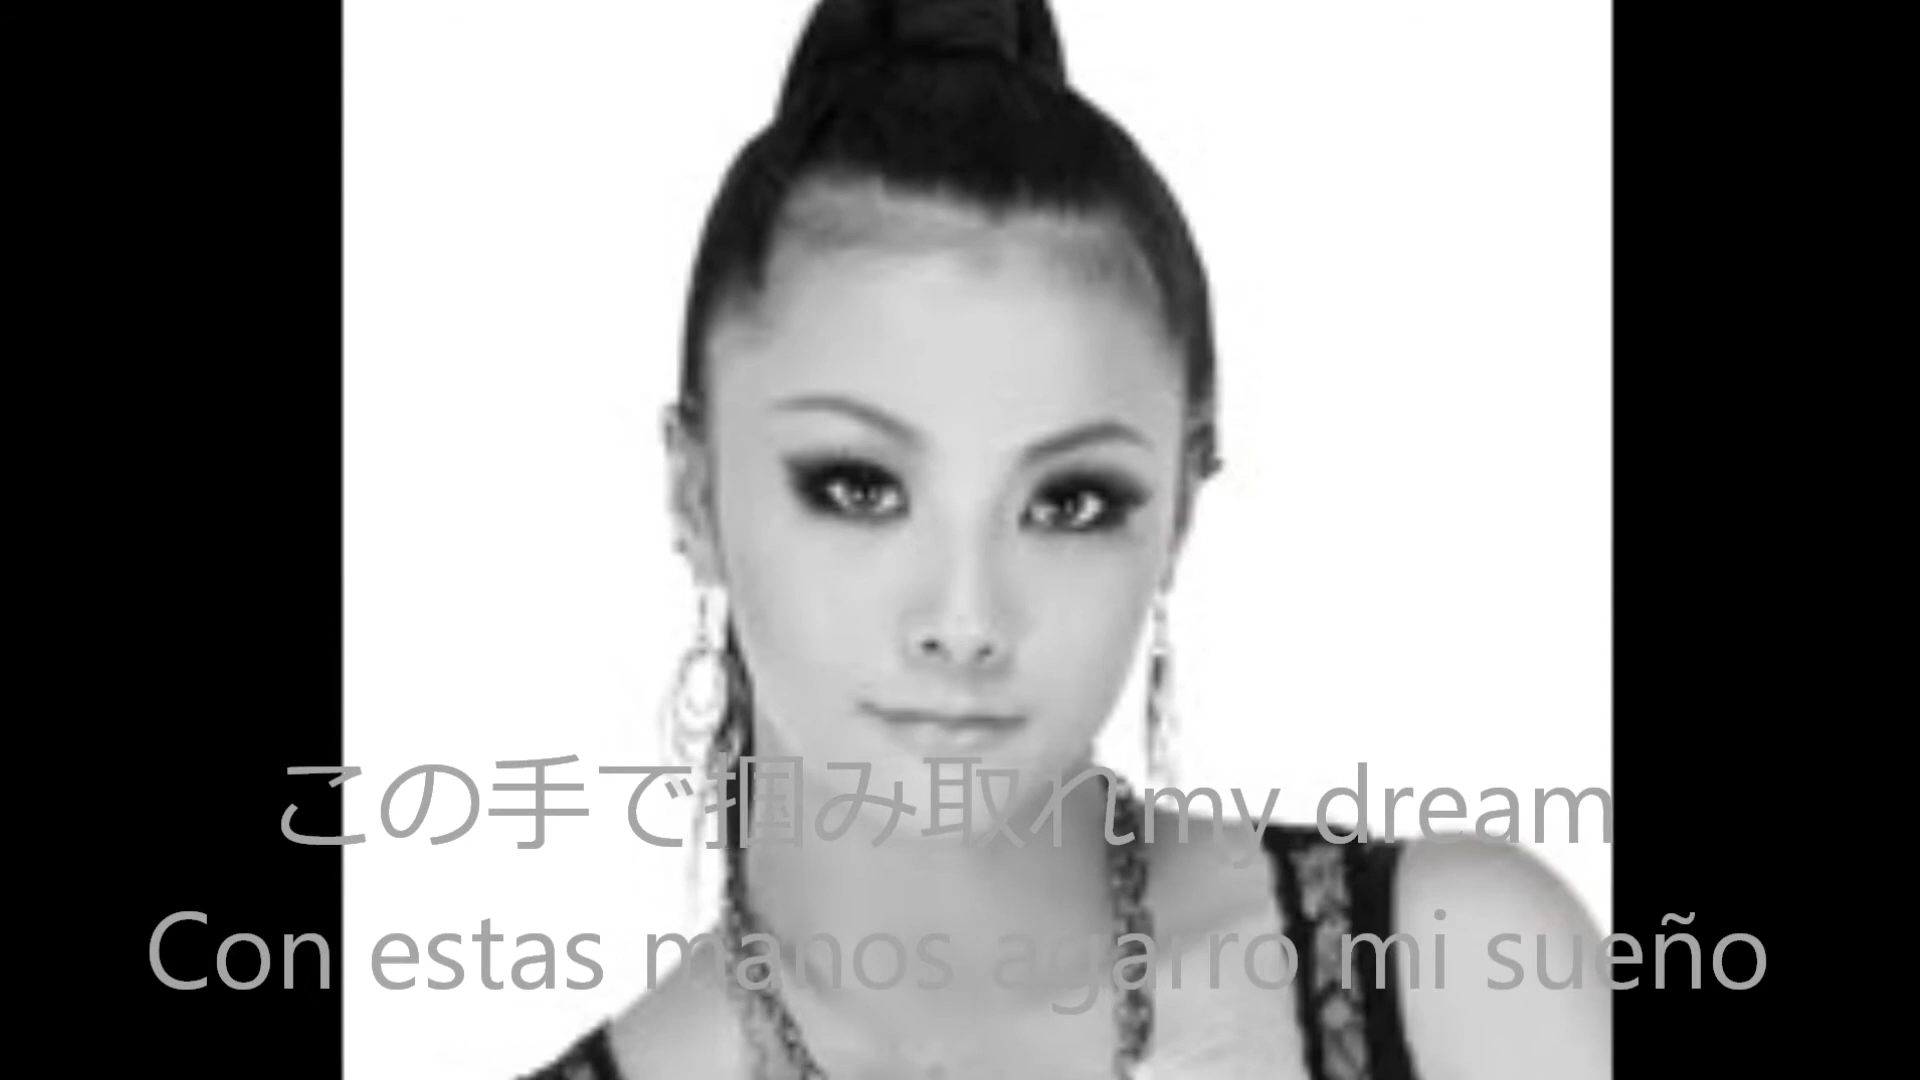 この手で掴み取れmy dream
Con estas manos agarro mi sueño